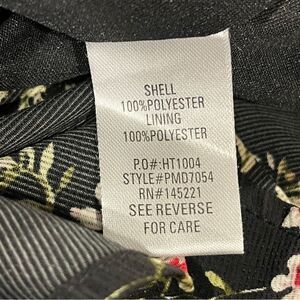 SHELL
100%POLYESTER
LINING
100%POLYESTER
P.O#:HT1004
STYLE#PMD7054
RN#145221
SEE REVERSE
FOR CARE